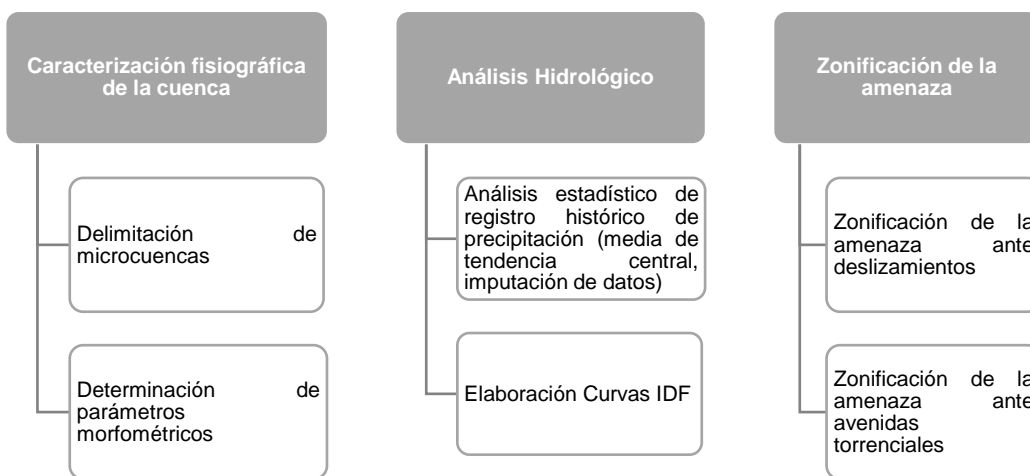 Caracterización fisiográfica
de la cuenca
Delimitación de
microcuencas
Determinación de
parámetros
morfométricos
Análisis Hidrológico
Análisis estadístico de
registro histórico de
precipitación (media de
tendencia central,
imputación de datos)
Elaboración Curvas IDF
Zonificación de la
amenaza
Zonificación de la
amenaza ante
deslizamientos
Zonificación de la
amenaza ante
avenidas
torrenciales